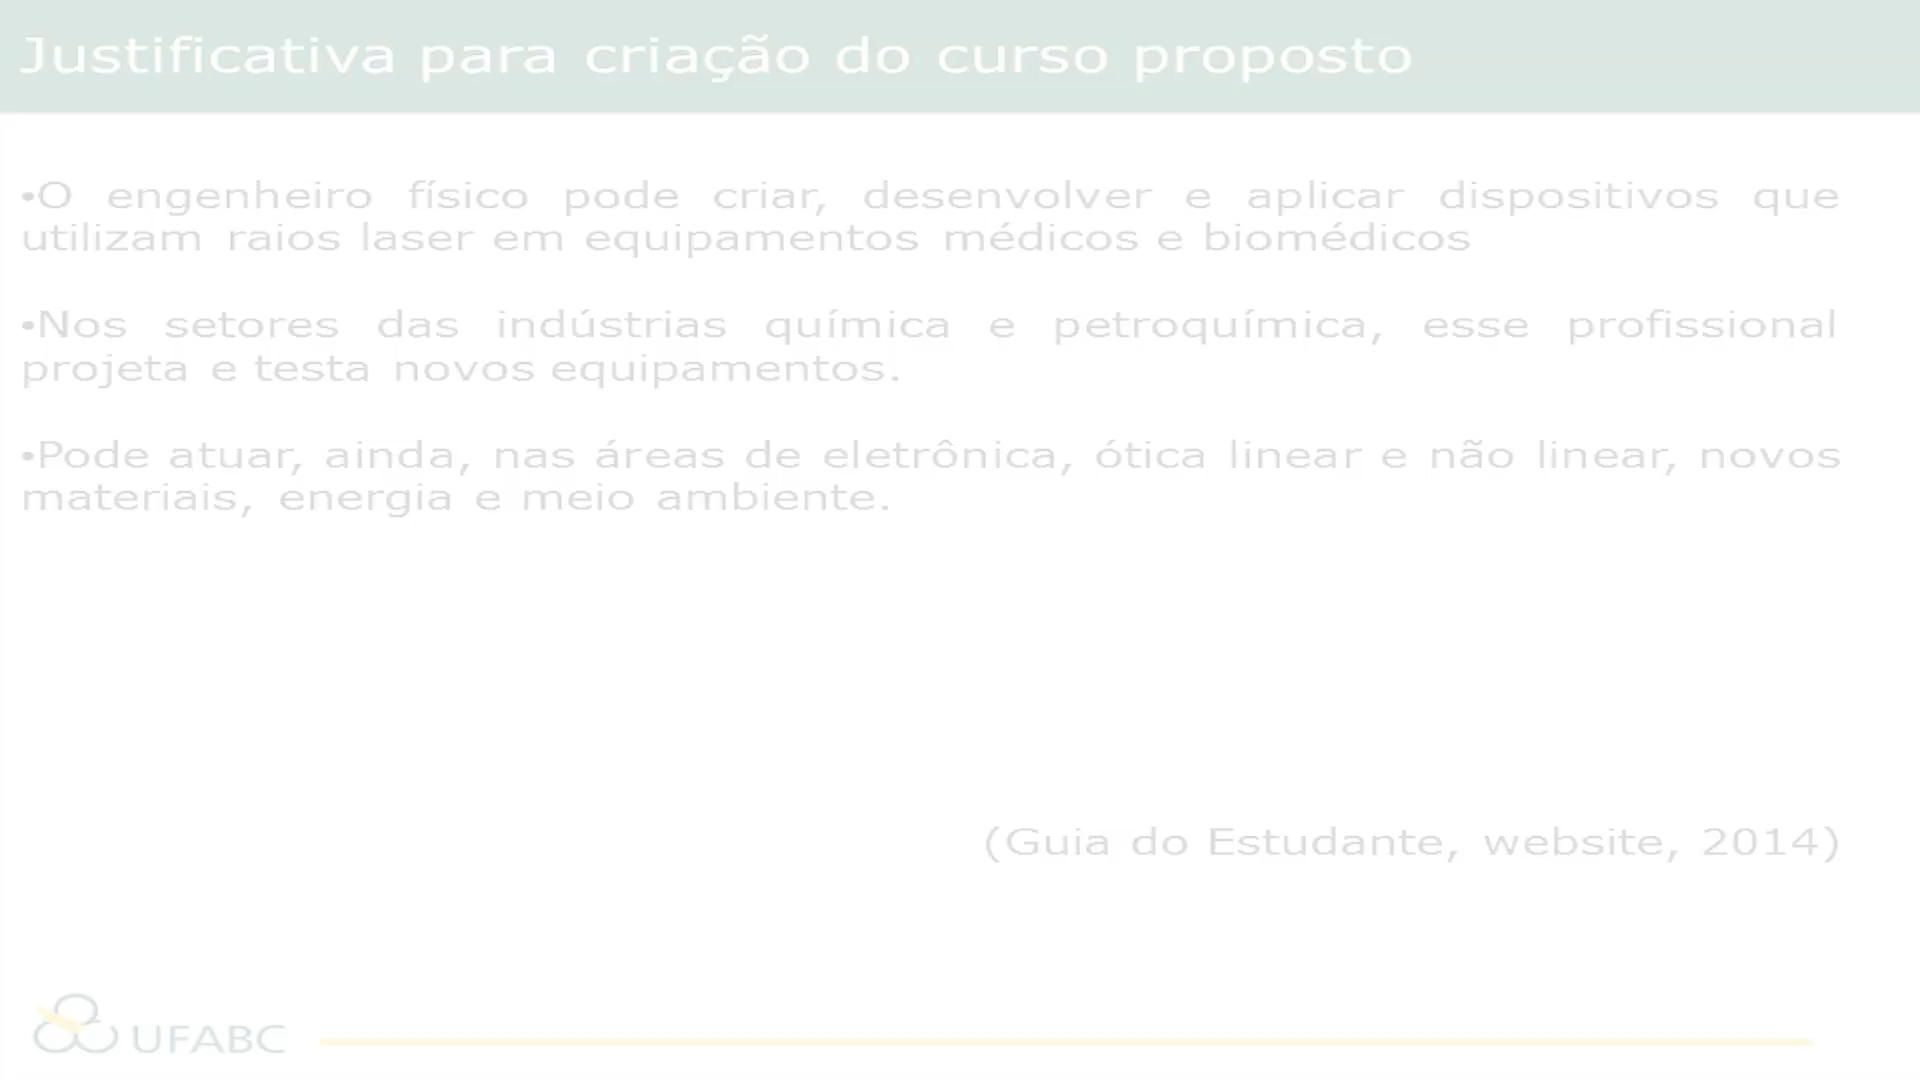 Justificativa para criação do curso proposto
•O engenheiro físico pode criar, desenvolver e aplicar dispositivos que
utilizam raios laser em equipamentos médicos e biomédicos
•Nos setores das indústrias química e petroquímica, esse profissional
projeta e testa novos equipamentos.
•Pode atuar, ainda, nas áreas de eletrônica, ótica linear e não linear, novos
materiais, energia e meio ambiente.
(Guia do Estudante, website, 2014)
UFABC